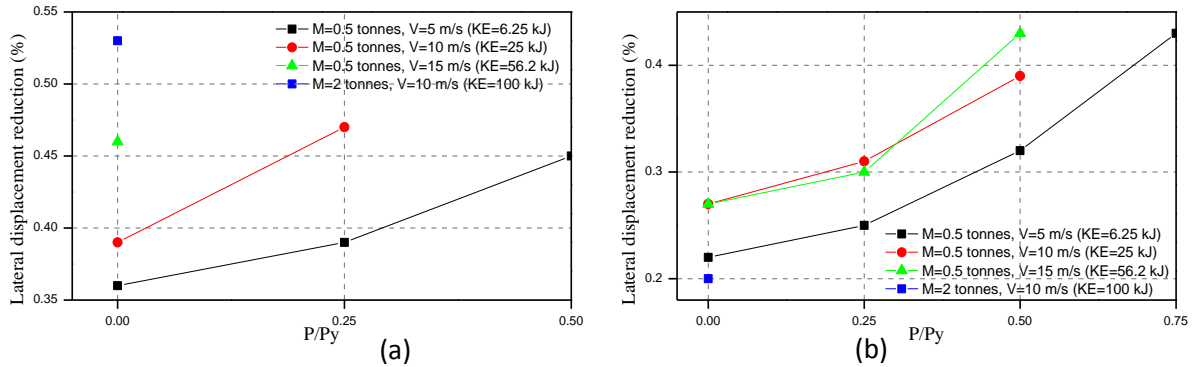 0.55
0.50
0.45
0.40
0.35
Lateral displacement reduction (%)
M=0.5 tonnes, V=5 m/s (KE=6.25 kJ)
M=0.5 tonnes, V=10 m/s (KE=25 kJ)
M=0.5 tonnes, V=15 m/s (KE=56.2 kJ)
M=2 tonnes, V=10 m/s (KE=100 kJ)
0.00 0.25 0.50
P/Py
(a)
0.4
0.3
0.2
Lateral displacement reduction (%)
M=0.5 tonnes, V=5 m/s (KE=6.25 kJ)
M=0.5 tonnes, V=10 m/s (KE=25 kJ)
M=0.5 tonnes, V=15 m/s (KE=56.2 kJ)
M=2 tonnes, V=10 m/s (KE=100 kJ)
0.00 0.25 0.50 0.75
P/Py
(b)